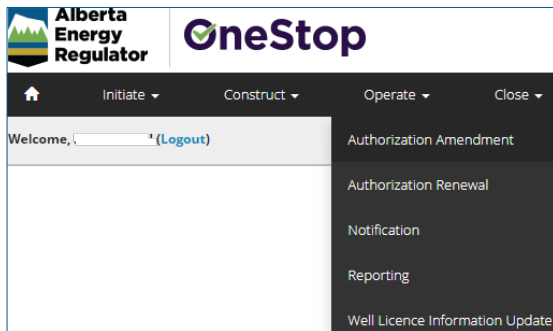 Alberta
Energy
Regulator
OneStop
Initiate Construct Operate Close
Welcome, (Logout)
Authorization Amendment
Authorization Renewal
Notification
Reporting
Well Licence Information Update